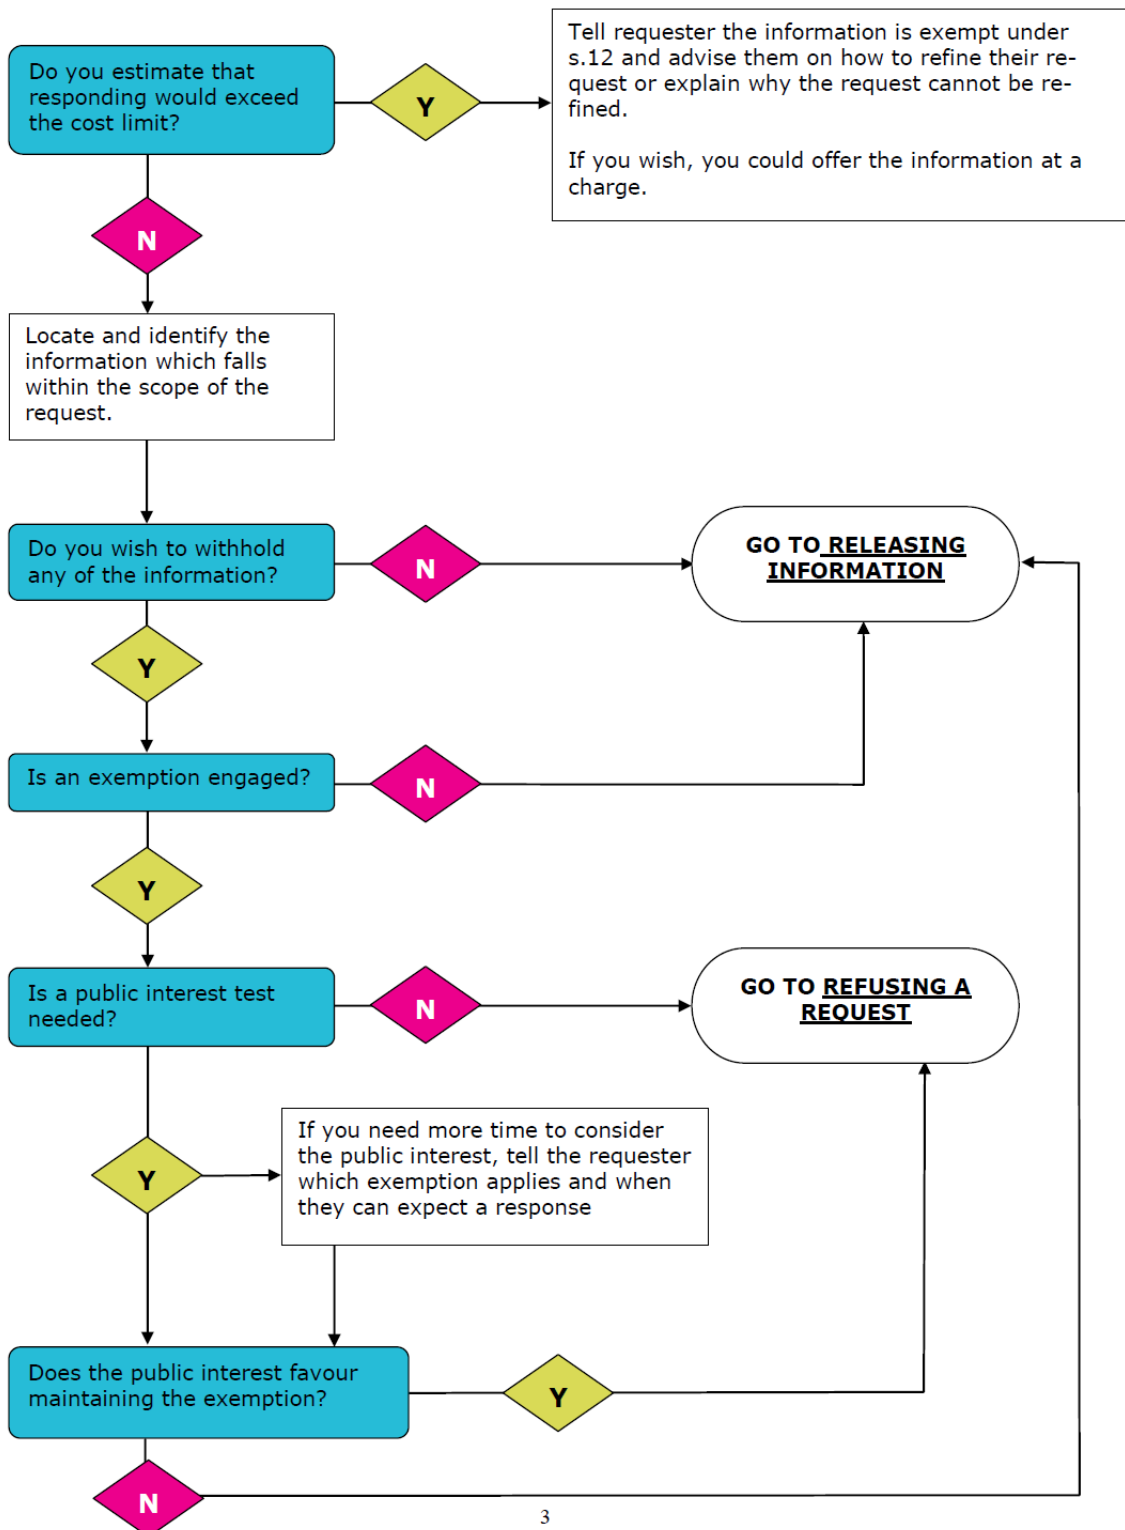 Do you estimate that
responding would exceed
the cost limit?
Y
Tell requester the information is exempt under
s.12 and advise them on how to refine their re-
quest or explain why the request cannot be re-
fined.
If you wish, you could offer the information at a
charge.
N
Locate and identify the
information which falls
within the scope of the
request.
Do you wish to withhold
any of the information?
N
GO TO RELEASING
INFORMATION
Y
Is an exemption engaged?
N
Y
Is a public interest test
needed?
N
GO TO REFUSING A
REQUEST
Y
If you need more time to consider
the public interest, tell the requester
which exemption applies and when
they can expect a response
Does the public interest favour
maintaining the exemption?
Y
N
3